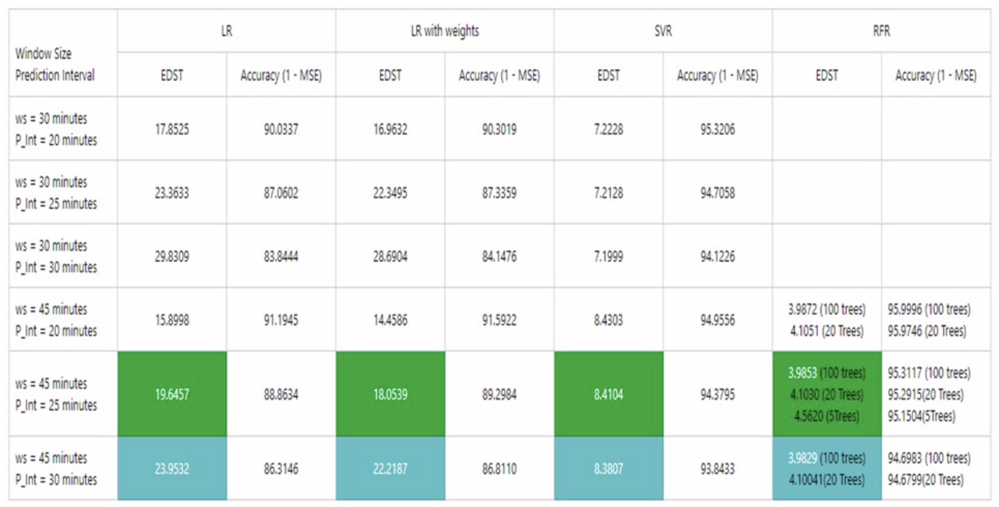 LR LR with weights SVR RFR
Window Size
Prediction Interval
EDST Accuracy (1 - MSE) EDST Accuracy (1 - MSE) EDST Accuracy (1 - MSE) EDST Accuracy (1 - MSE)
ws = 30 minutes
P_Int = 20 minutes
17.8525 90.0337 16.9632 90.3019 7.2228 95.3206
ws = 30 minutes
P_Int = 25 minutes
23.3633 87.0602 22.3495 87.3359 7.2128 94.7058
ws = 30 minutes
P_Int = 30 minutes
29.8309 83.8444 28.6904 84.1476 7.1999 94.1226
ws = 45 minutes
P_Int = 20 minutes
15.8998 91.1945 14.4586 91.5922 8.4303 94.9556
3.9872 (100 trees) 95.9996 (100 trees)
4.1051 (20 Trees) 95.9746 (20 Trees)
ws = 45 minutes
P_Int = 25 minutes
19.6457 88.8634 18.0539 89.2984 8.4104 94.3795
3.9853 (100 trees) 95.3117 (100 trees)
4.1030 (20 Trees) 95.2915(20 Trees)
4.5620 (5Trees) 95.1504(5Trees)
ws = 45 minutes
P_Int = 30 minutes
23.9532 86.3146 22.2187 86.8110 8.3807 93.8433
3.9829 (100 trees) 94.6983 (100 trees)
4.10041(20 Trees) 94.6799(20 Trees)